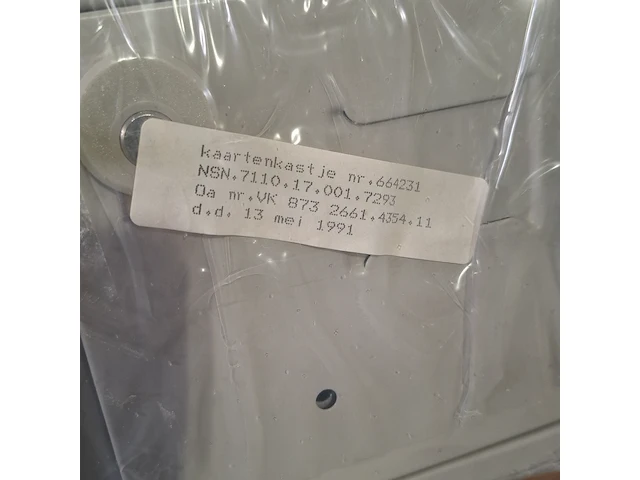 kaartenkastje nr.664231
NSN.7110.17.001.7293
Oa nr.VK 873 2661.4354.11
d.d. 13 mei 1991